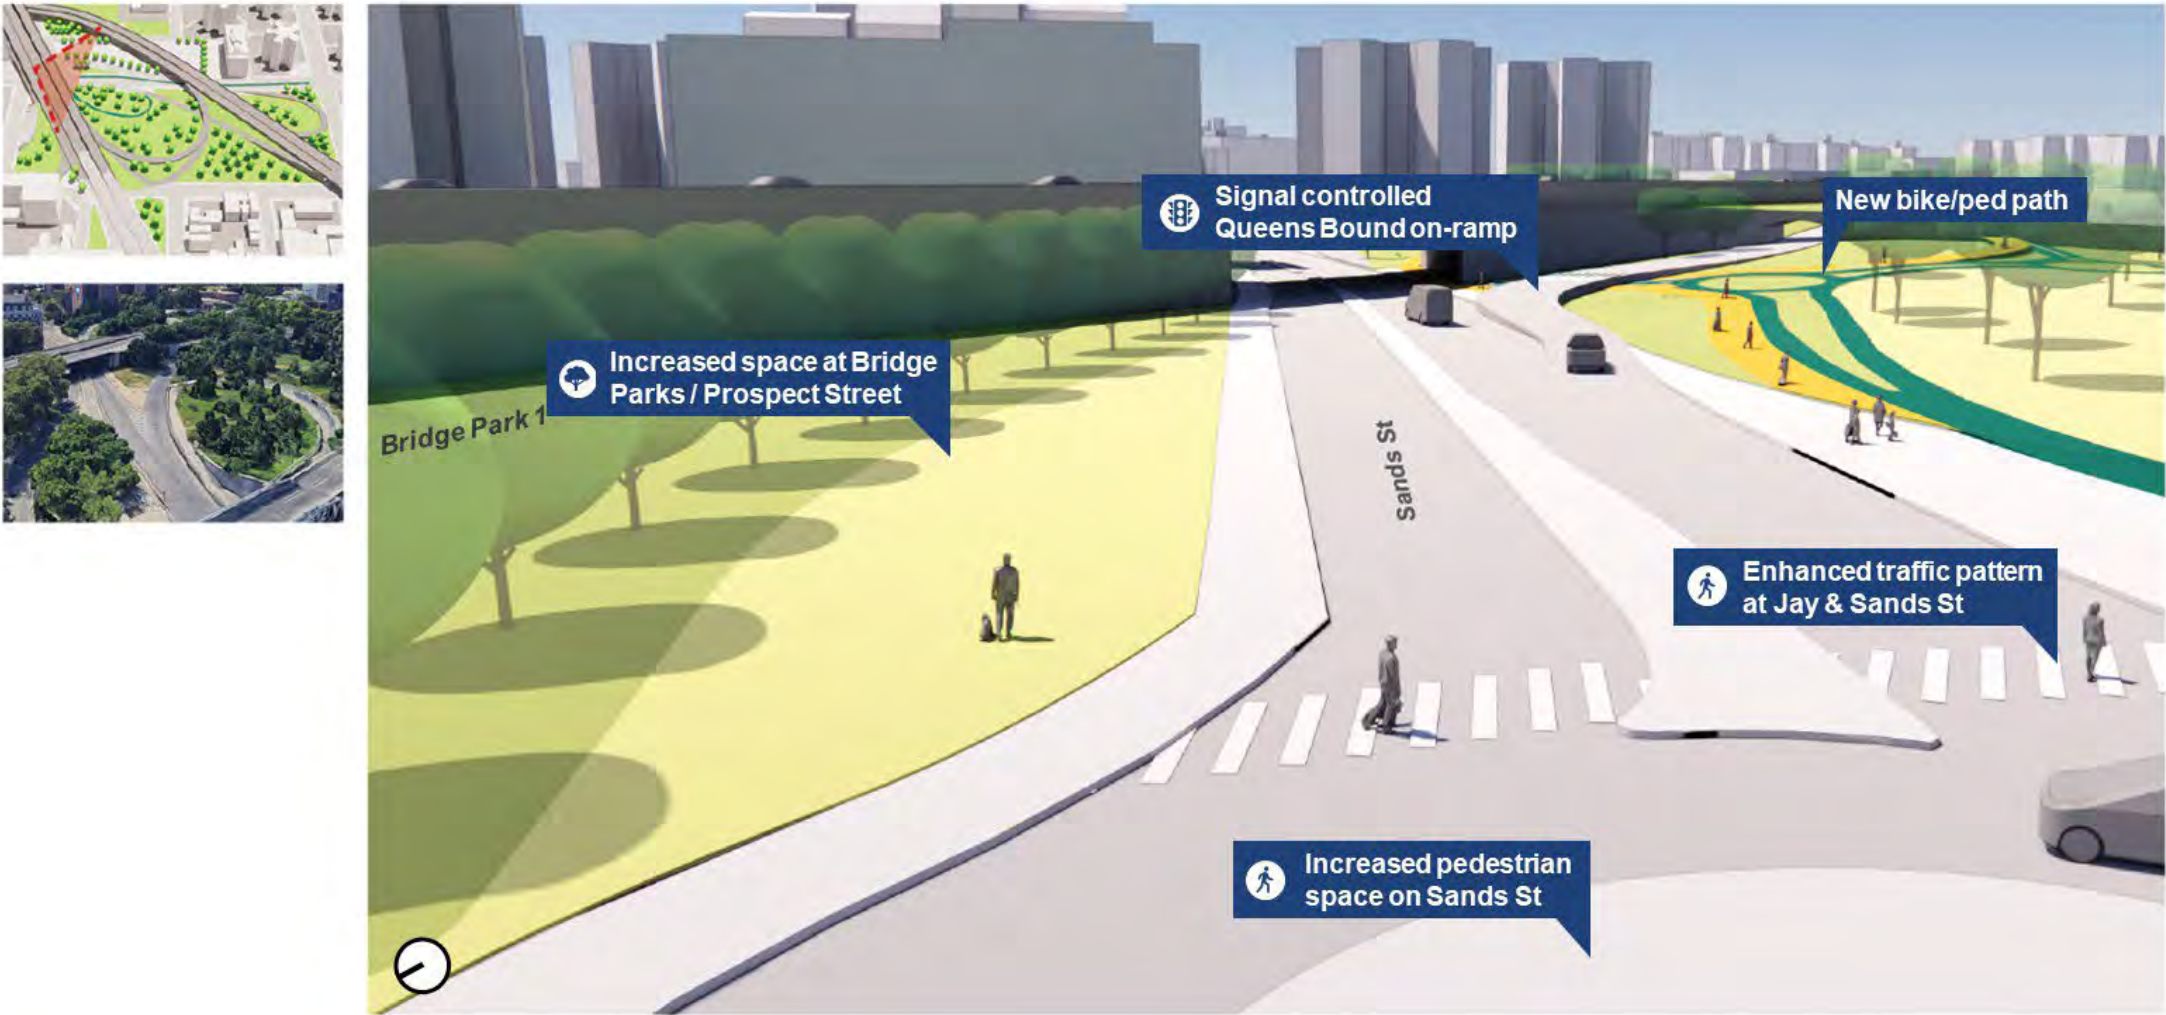 Signal controlled
Queens Bound on-ramp
New bike/ped path
Increased space at Bridge
Parks / Prospect Street
Bridge Park 1
Sands St
Enhanced traffic pattern
at Jay & Sands St
Increased pedestrian
space on Sands St